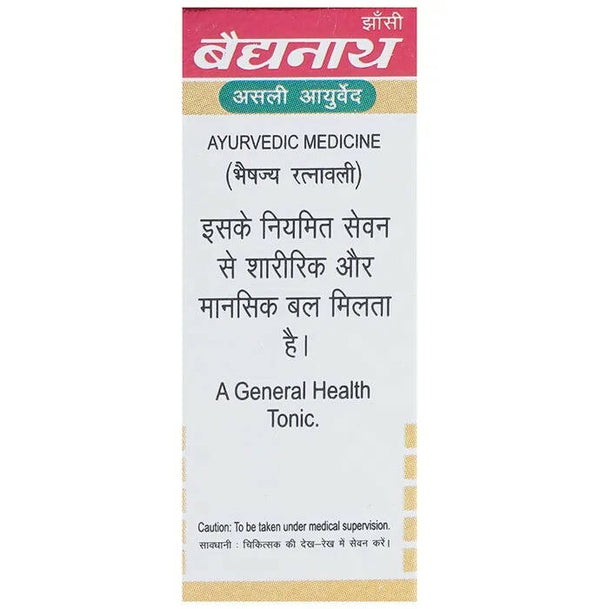 झाँसी
बैद्यनाथ
असली आयुर्वेद
AYURVEDIC MEDICINE
(भैषज्य रत्नावली)
इसके नियमित सेवन
से शारीरिक और
मानसिक बल मिलता
है।
A General Health
Tonic.
Caution: To be taken under medical supervision.
सावधानी : चिकित्सक की देख-रेख में सेवन करें।